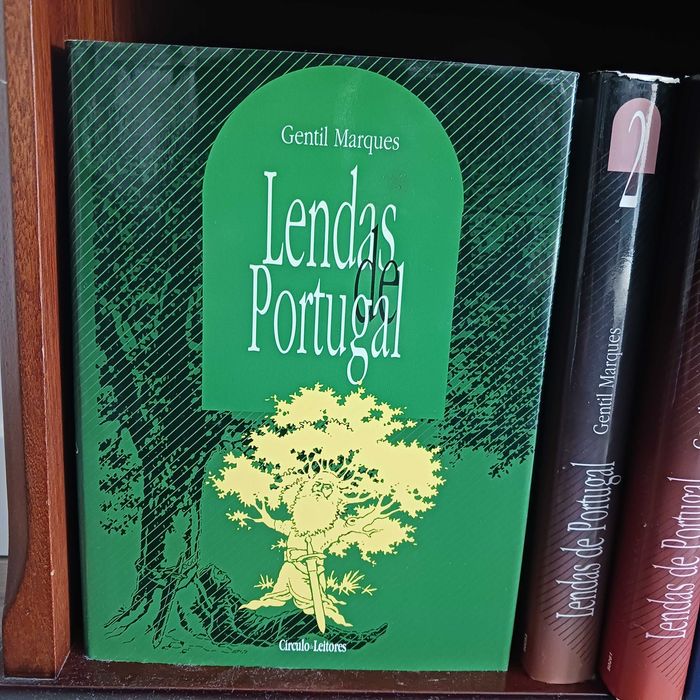 Gentil Marques
Lendas
de
Portugal
Círculo de Leitores
2
Gentil Marques
Lendas de Portugal
Lendas de Portugal